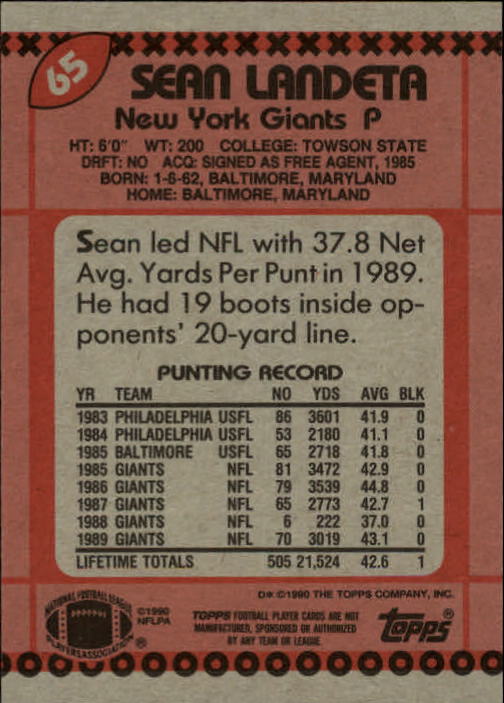 65
SEAN LANDETA
New York Giants P
HT: 6'0" WT: 200 COLLEGE: TOWSON STATE
DRFT: NO ACQ: SIGNED AS FREE AGENT, 1985
BORN: 1-6-62, BALTIMORE, MARYLAND
HOME: BALTIMORE, MARYLAND
Sean led NFL with 37.8 Net
Avg. Yards Per Punt in 1989.
He had 19 boots inside op-
ponents' 20-yard line.
PUNTING RECORD
YR TEAM NO YDS AVG BLK
1983 PHILADELPHIA USFL 86 3601 41.9 0
1984 PHILADELPHIA USFL 53 2180 41.1 0
1985 BALTIMORE USFL 65 2718 41.8 0
1985 GIANTS NFL 81 3472 42.9 0
1986 GIANTS NFL 79 3539 44.8 0
1987 GIANTS NFL 65 2773 42.7 1
1988 GIANTS NFL 6 222 37.0 0
1989 GIANTS NFL 70 3019 43.1 0
LIFETIME TOTALS 505 21,524 42.6 1
D* ©1990 THE TOPPS COMPANY, INC.
NATIONAL FOOTBALL LEAGUE
PLAYERS ASSOCIATION ®
©1990
NFLPA
TOPPS FOOTBALL PLAYER CARDS ARE NOT
MANUFACTURED, SPONSORED OR AUTHORIZED
BY ANY TEAM OR LEAGUE.
Topps ®